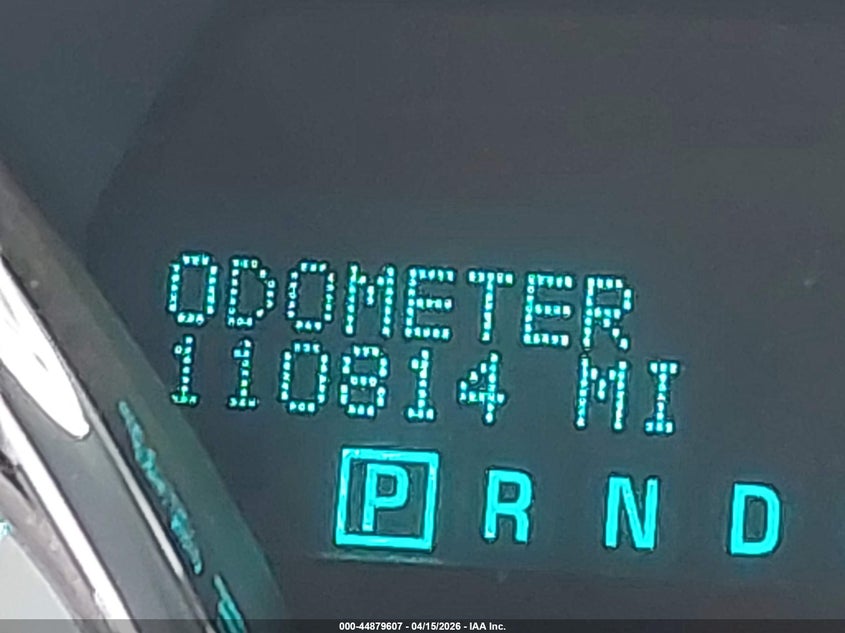 ODOMETER
110814 MI
P R N D
000-44879607 - 04/15/2026 - IAA Inc.